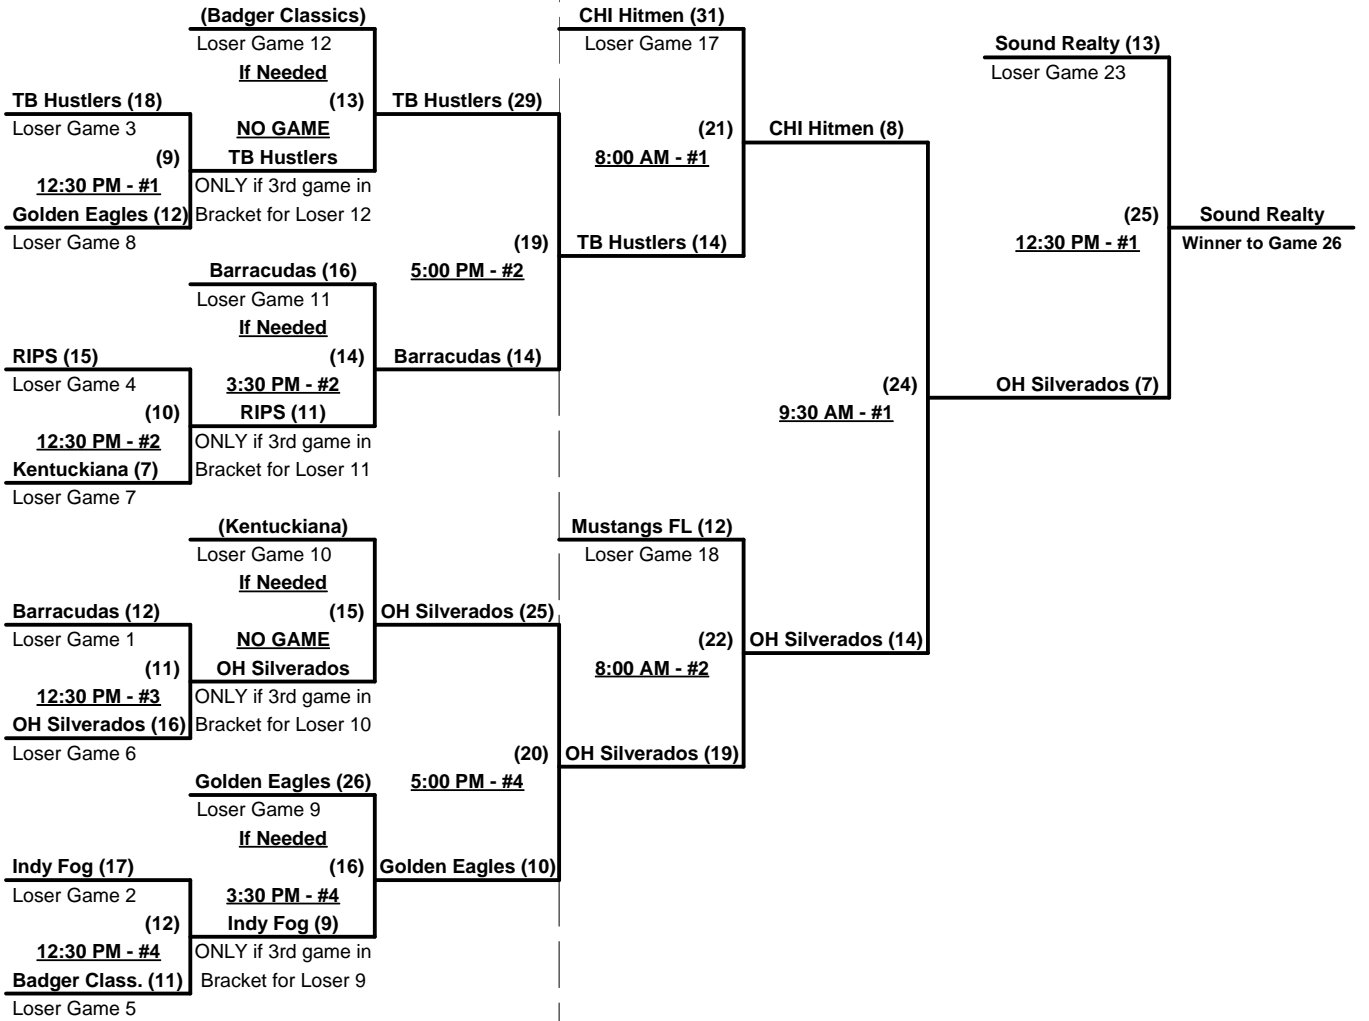 (Badger Classics)
Loser Game 12
If Needed
(13)
NO GAME
TB Hustlers
ONLY if 3rd game in
Bracket for Loser 12
TB Hustlers (18)
Loser Game 3
(9)
12:30 PM - #1
Golden Eagles (12)
Loser Game 8
TB Hustlers (29)
(19)
5:00 PM - #2
Barracudas (16)
Loser Game 11
If Needed
(14)
3:30 PM - #2
RIPS (11)
ONLY if 3rd game in
Bracket for Loser 11
RIPS (15)
Loser Game 4
(10)
12:30 PM - #2
Kentuckiana (7)
Loser Game 7
Barracudas (14)
(Kentuckiana)
Loser Game 10
If Needed
(15)
NO GAME
OH Silverados
ONLY if 3rd game in
Bracket for Loser 10
Barracudas (12)
Loser Game 1
(11)
12:30 PM - #3
OH Silverados (16)
Loser Game 6
OH Silverados (25)
(20)
5:00 PM - #4
Golden Eagles (26)
Loser Game 9
If Needed
(16)
3:30 PM - #4
Indy Fog (9)
ONLY if 3rd game in
Bracket for Loser 9
Indy Fog (17)
Loser Game 2
(12)
12:30 PM - #4
Badger Class. (11)
Loser Game 5
Golden Eagles (10)
CHI Hitmen (31)
Loser Game 17
(21)
8:00 AM - #1
TB Hustlers (14)
CHI Hitmen (8)
(24)
9:30 AM - #1
Mustangs FL (12)
Loser Game 18
(22)
8:00 AM - #2
OH Silverados (19)
OH Silverados (14)
Sound Realty (13)
Loser Game 23
(25)
12:30 PM - #1
OH Silverados (7)
Sound Realty
Winner to Game 26